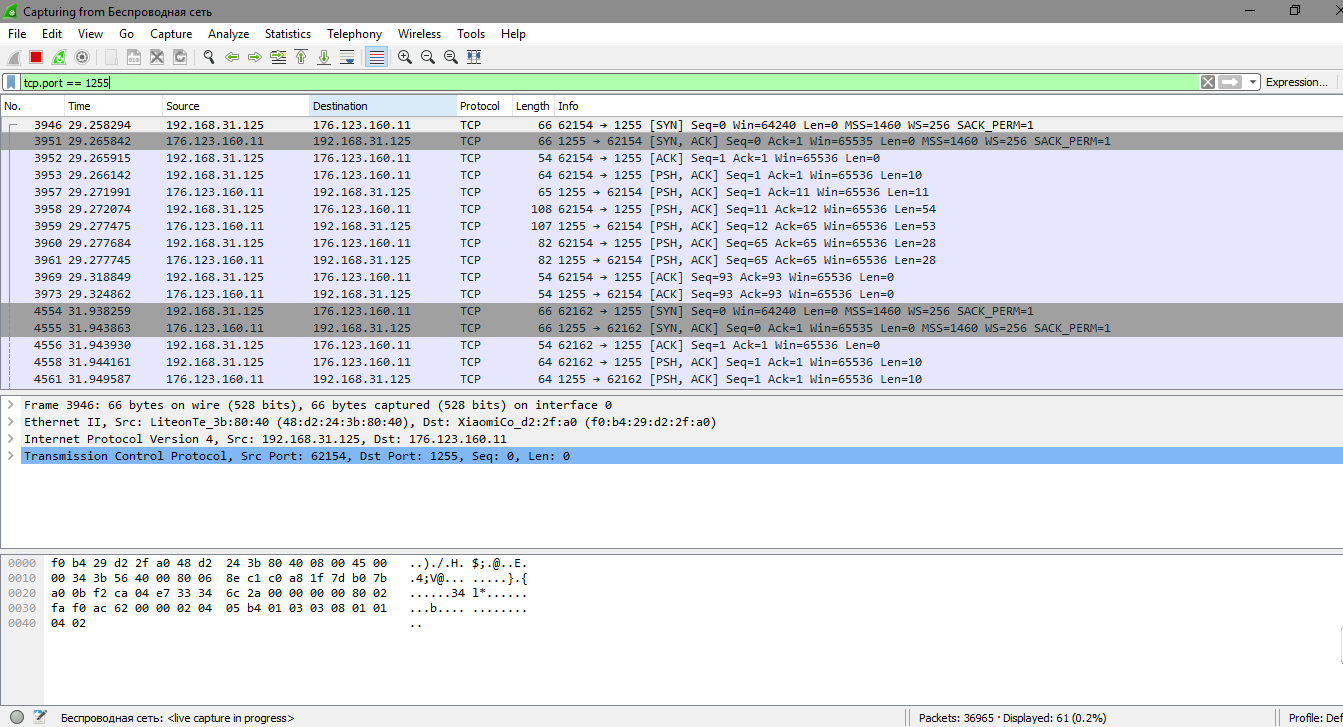 Capturing from Беспроводная сеть
File Edit View Go Capture Analyze Statistics Telephony Wireless Tools Help
tcp.port == 1255 Expression...
No. Time Source Destination Protocol Length Info
3946 29.258294 192.168.31.125 176.123.160.11 TCP 66 62154 → 1255 [SYN] Seq=0 Win=64240 Len=0 MSS=1460 WS=256 SACK_PERM=1
3951 29.265842 176.123.160.11 192.168.31.125 TCP 66 1255 → 62154 [SYN, ACK] Seq=0 Ack=1 Win=65535 Len=0 MSS=1460 WS=256 SACK_PERM=1
3952 29.265915 192.168.31.125 176.123.160.11 TCP 54 62154 → 1255 [ACK] Seq=1 Ack=1 Win=65536 Len=0
3953 29.266142 192.168.31.125 176.123.160.11 TCP 64 62154 → 1255 [PSH, ACK] Seq=1 Ack=1 Win=65536 Len=10
3957 29.271991 176.123.160.11 192.168.31.125 TCP 65 1255 → 62154 [PSH, ACK] Seq=1 Ack=11 Win=65536 Len=11
3958 29.272074 192.168.31.125 176.123.160.11 TCP 108 62154 → 1255 [PSH, ACK] Seq=11 Ack=12 Win=65536 Len=54
3959 29.277475 176.123.160.11 192.168.31.125 TCP 107 1255 → 62154 [PSH, ACK] Seq=12 Ack=65 Win=65536 Len=53
3960 29.277684 192.168.31.125 176.123.160.11 TCP 82 62154 → 1255 [PSH, ACK] Seq=65 Ack=65 Win=65536 Len=28
3961 29.277745 176.123.160.11 192.168.31.125 TCP 82 1255 → 62154 [PSH, ACK] Seq=65 Ack=65 Win=65536 Len=28
3969 29.318849 192.168.31.125 176.123.160.11 TCP 54 62154 → 1255 [ACK] Seq=93 Ack=93 Win=65536 Len=0
3973 29.324862 176.123.160.11 192.168.31.125 TCP 54 1255 → 62154 [ACK] Seq=93 Ack=93 Win=65536 Len=0
4554 31.938259 192.168.31.125 176.123.160.11 TCP 66 62162 → 1255 [SYN] Seq=0 Win=64240 Len=0 MSS=1460 WS=256 SACK_PERM=1
4555 31.943863 176.123.160.11 192.168.31.125 TCP 66 1255 → 62162 [SYN, ACK] Seq=0 Ack=1 Win=65535 Len=0 MSS=1460 WS=256 SACK_PERM=1
4556 31.943930 192.168.31.125 176.123.160.11 TCP 54 62162 → 1255 [ACK] Seq=1 Ack=1 Win=65536 Len=0
4558 31.944161 192.168.31.125 176.123.160.11 TCP 64 62162 → 1255 [PSH, ACK] Seq=1 Ack=1 Win=65536 Len=10
4561 31.949587 176.123.160.11 192.168.31.125 TCP 64 1255 → 62162 [PSH, ACK] Seq=1 Ack=1 Win=65536 Len=10
Frame 3946: 66 bytes on wire (528 bits), 66 bytes captured (528 bits) on interface 0
Ethernet II, Src: LiteonTe_3b:80:40 (48:d2:24:3b:80:40), Dst: XiaomiCo_d2:2f:a0 (f0:b4:29:d2:2f:a0)
Internet Protocol Version 4, Src: 192.168.31.125, Dst: 176.123.160.11
Transmission Control Protocol, Src Port: 62154, Dst Port: 1255, Seq: 0, Len: 0
0000 f0 b4 29 d2 2f a0 48 d2 24 3b 80 40 08 00 45 00 ..)./.H. $;.@..E.
0010 00 34 3b 56 40 00 80 06 8e c1 c0 a8 1f 7d b0 7b .4;V@... .....}.{
0020 a0 0b f2 ca 04 e7 33 34 6c 2a 00 00 00 00 80 02 ......34 l*......
0030 fa f0 ac 62 00 00 02 04 05 b4 01 03 03 08 01 01 ...b.... ........
0040 04 02 ..
Беспроводная сеть: <live capture in progress> Packets: 36965 · Displayed: 61 (0.2%) Profile: Def